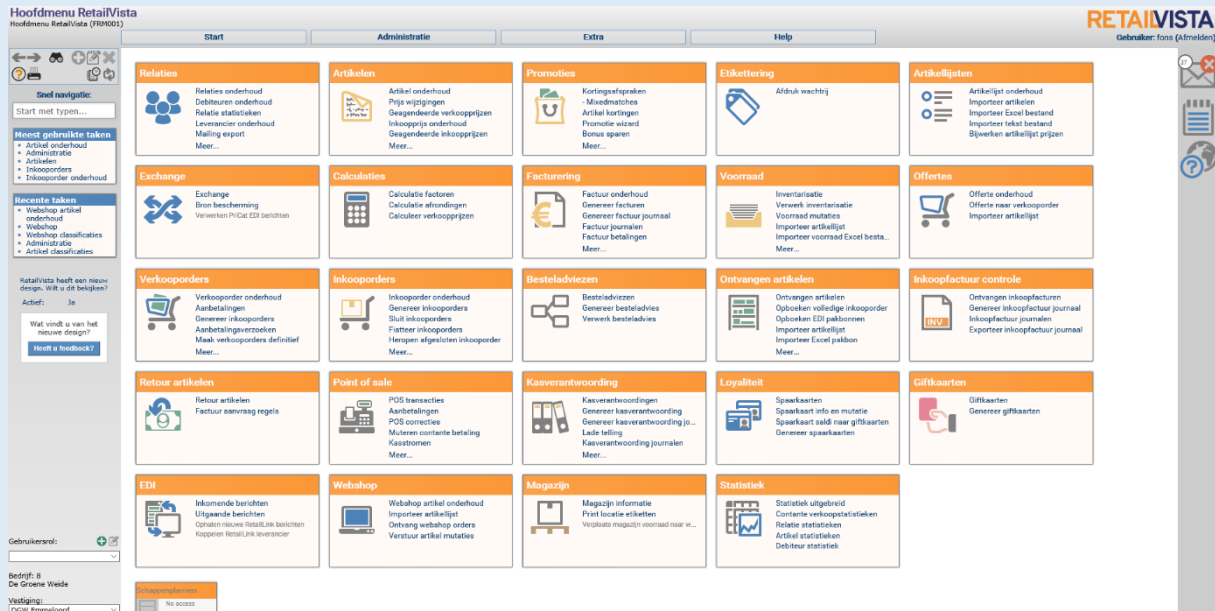 Hoofdmenu RetailVista
Hoofdmenu RetailVista (FRM001)
RETAILVISTA
Gebruiker: fons (Afmelden)
Start
Administratie
Extra
Help
Snel navigatie:
Start met typen...
Meest gebruikte taken
Artikel onderhoud
Administratie
Artikelen
Inkooporders
Inkooporder onderhoud
Recente taken
Webshop artikel onderhoud
Webshop
Webshop classificaties
Administratie
Artikel classificaties
RetailVista heeft een nieuw
design. Wilt u dit bekijken?
Actief: Ja
Wat vindt u van het
nieuwe design?
Heeft u feedback?
Gebruikersrol:
Bedrijf: 8
De Groene Weide
Vestiging:
DGW Emmeloord
Relaties
Relaties onderhoud
Debiteuren onderhoud
Relatie statistieken
Leverancier onderhoud
Mailing export
Meer...
Artikelen
Artikel onderhoud
Prijs wijzigingen
Geagendeerde verkoopprijzen
Inkoopprijs onderhoud
Geagendeerde inkoopprijzen
Meer...
Promoties
Kortingsafspraken
- Mixedmatches
Artikel kortingen
Promotie wizard
Bonus sparen
Meer...
Etikettering
Afdruk wachtrij
Artikellijsten
Artikellijst onderhoud
Importeer artikelen
Importeer Excel bestand
Importeer tekst bestand
Bijwerken artikellijst prijzen
37
Exchange
Exchange
Bron bescherming
Verwerken PriCat EDI berichten
Calculaties
Calculatie factoren
Calculatie afrondingen
Calculeer verkoopprijzen
Facturering
Factuur onderhoud
Genereer facturen
Genereer factuur journaal
Factuur journalen
Factuur betalingen
Meer...
Voorraad
Inventarisatie
Verwerk inventarisatie
Voorraad mutaties
Importeer artikellijst
Importeer voorraad Excel besta...
Meer...
Offertes
Offerte onderhoud
Offerte naar verkooporder
Importeer artikellijst
Verkooporders
Verkooporder onderhoud
Aanbetalingen
Genereer inkooporders
Aanbetalingsverzoeken
Maak verkooporders definitief
Meer...
Inkooporders
Inkooporder onderhoud
Genereer inkooporders
Sluit inkooporders
Fiatteer inkooporders
Heropen afgesloten inkooporder
Meer...
Besteladviezen
Besteladviezen
Genereer besteladvies
Verwerk besteladvies
Ontvangen artikelen
Ontvangen artikelen
Opboeken volledige inkooporder
Opboeken EDI pakbonnen
Importeer artikellijst
Importeer Excel pakbon
Meer...
Inkoopfactuur controle
INV
Ontvangen inkoopfacturen
Genereer inkoopfactuur journaal
Inkoopfactuur journalen
Exporteer inkoopfactuur journaal
Retour artikelen
Retour artikelen
Factuur aanvraag regels
Point of sale
POS transacties
Aanbetalingen
POS correcties
Muteren contante betaling
Kasstromen
Meer...
Kasverantwoording
Kasverantwoordingen
Genereer kasverantwoording
Genereer kasverantwoording jo...
Lade telling
Kasverantwoording journalen
Meer...
Loyaliteit
Spaarkaarten
Spaarkaart info en mutatie
Spaarkaart saldi naar giftkaarten
Genereer spaarkaarten
Giftkaarten
Giftkaarten
Genereer giftkaarten
EDI
Inkomende berichten
Uitgaande berichten
Ophalen nieuwe RetailLink berichten
Koppelen RetailLink leverancier
Webshop
Webshop artikel onderhoud
Importeer artikellijst
Ontvang webshop orders
Verstuur artikel mutaties
Magazijn
Magazijn informatie
Print locatie etiketten
Verplaats magazijn voorraad naar w...
Statistiek
Statistiek uitgebreid
Contante verkoopstatistieken
Relatie statistieken
Artikel statistieken
Debiteur statistiek
Schappenplannen
No access